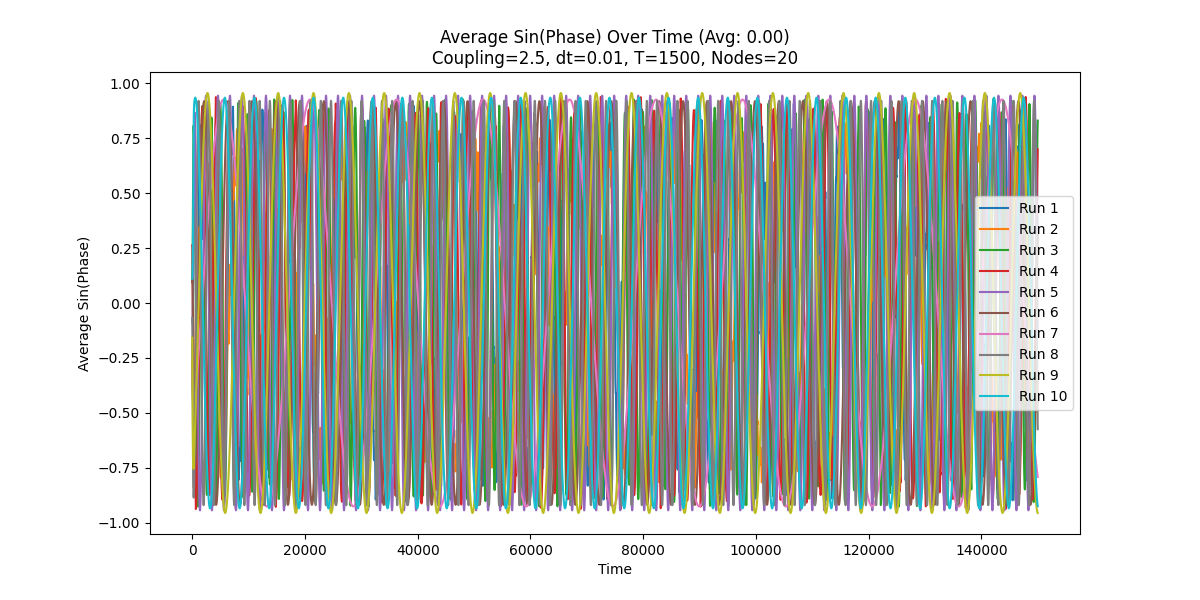 Average Sin(Phase) Over Time (Avg: 0.00)
Coupling=2.5, dt=0.01, T=1500, Nodes=20
1.00
0.75
0.50
0.25
0.00
−0.25
−0.50
−0.75
−1.00
Average Sin(Phase)
Run 1
Run 2
Run 3
Run 4
Run 5
Run 6
Run 7
Run 8
Run 9
Run 10
0 20000 40000 60000 80000 100000 120000 140000
Time